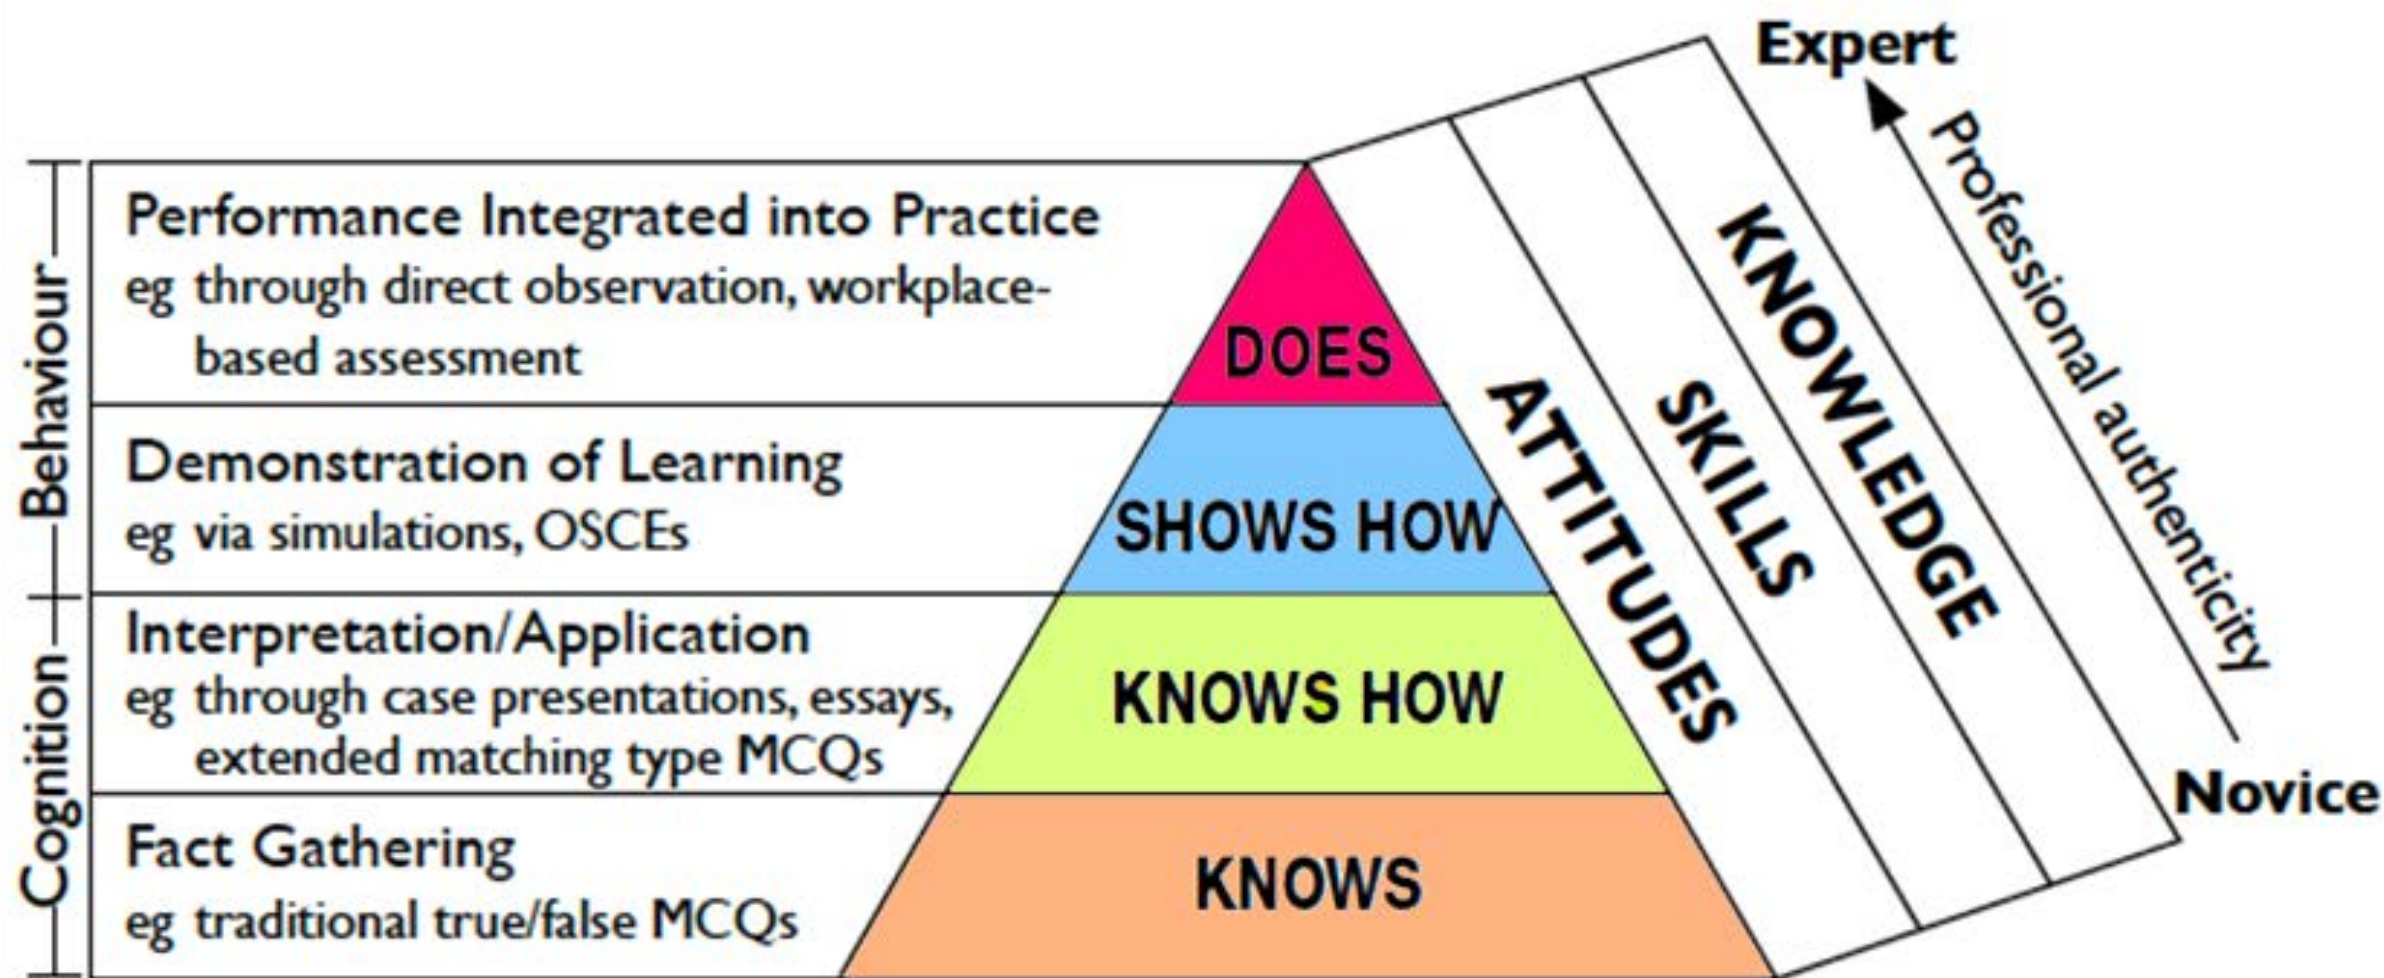 Expert
Professional authenticity
Novice
KNOWLEDGE
SKILLS
ATTITUDES
Behaviour
Performance Integrated into Practice
eg through direct observation, workplace-
based assessment
DOES
Demonstration of Learning
eg via simulations, OSCEs
SHOWS HOW
Cognition
Interpretation/Application
eg through case presentations, essays,
extended matching type MCQs
KNOWS HOW
Fact Gathering
eg traditional true/false MCQs
KNOWS